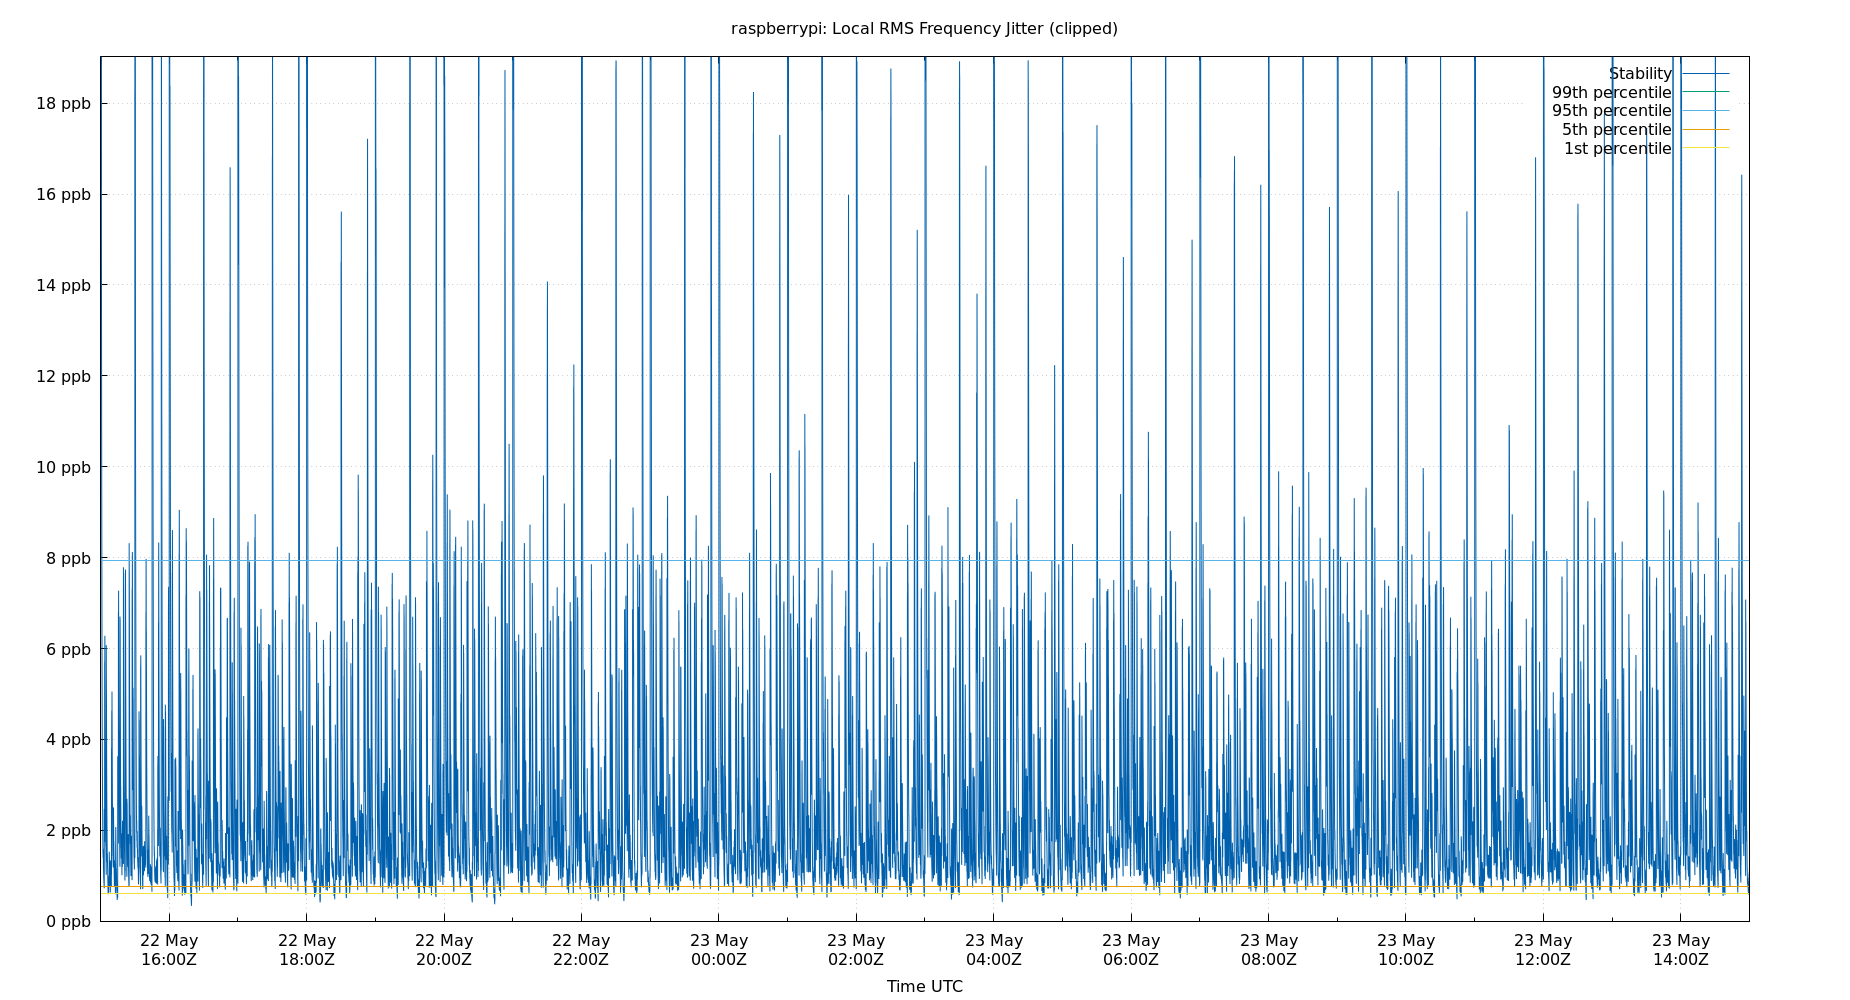 raspberrypi: Local RMS Frequency Jitter (clipped)
Stability
99th percentile
95th percentile
5th percentile
1st percentile
18 ppb
16 ppb
14 ppb
12 ppb
10 ppb
8 ppb
6 ppb
4 ppb
2 ppb
0 ppb
22 May 22 May 22 May 22 May 23 May 23 May 23 May 23 May 23 May 23 May 23 May 23 May
16:00Z 18:00Z 20:00Z 22:00Z 00:00Z 02:00Z 04:00Z 06:00Z 08:00Z 10:00Z 12:00Z 14:00Z
Time UTC